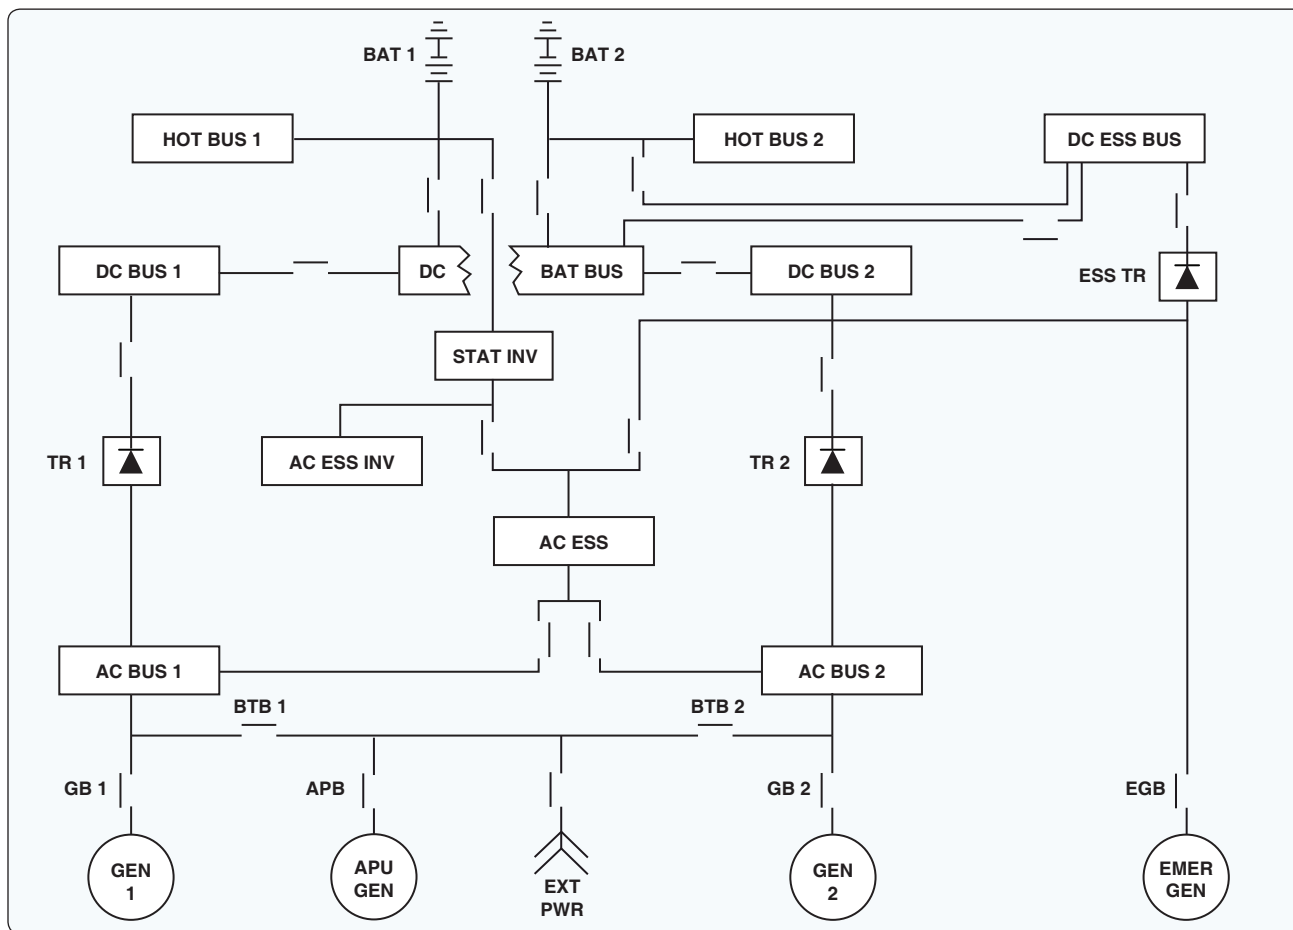 BAT 1
BAT 2
HOT BUS 1
HOT BUS 2
DC ESS BUS
DC BUS 1
DC
BAT BUS
DC BUS 2
ESS TR
STAT INV
TR 1
AC ESS INV
TR 2
AC ESS
AC BUS 1
AC BUS 2
BTB 1
BTB 2
GB 1
APB
GB 2
EGB
GEN
1
APU
GEN
EXT
PWR
GEN
2
EMER
GEN